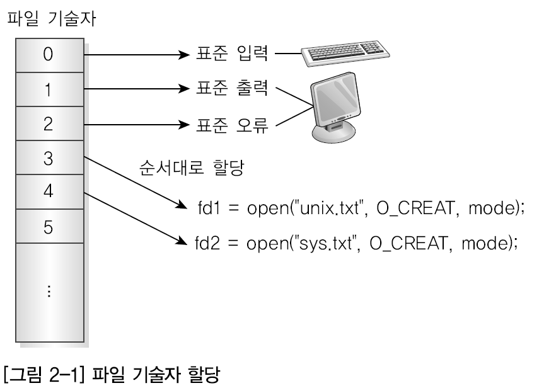 파일 기술자
0
표준 입력
1
표준 출력
2
표준 오류
3
순서대로 할당
4
fd1 = open("unix.txt", O_CREAT, mode);
5
fd2 = open("sys.txt", O_CREAT, mode);
⋮
[그림 2-1] 파일 기술자 할당